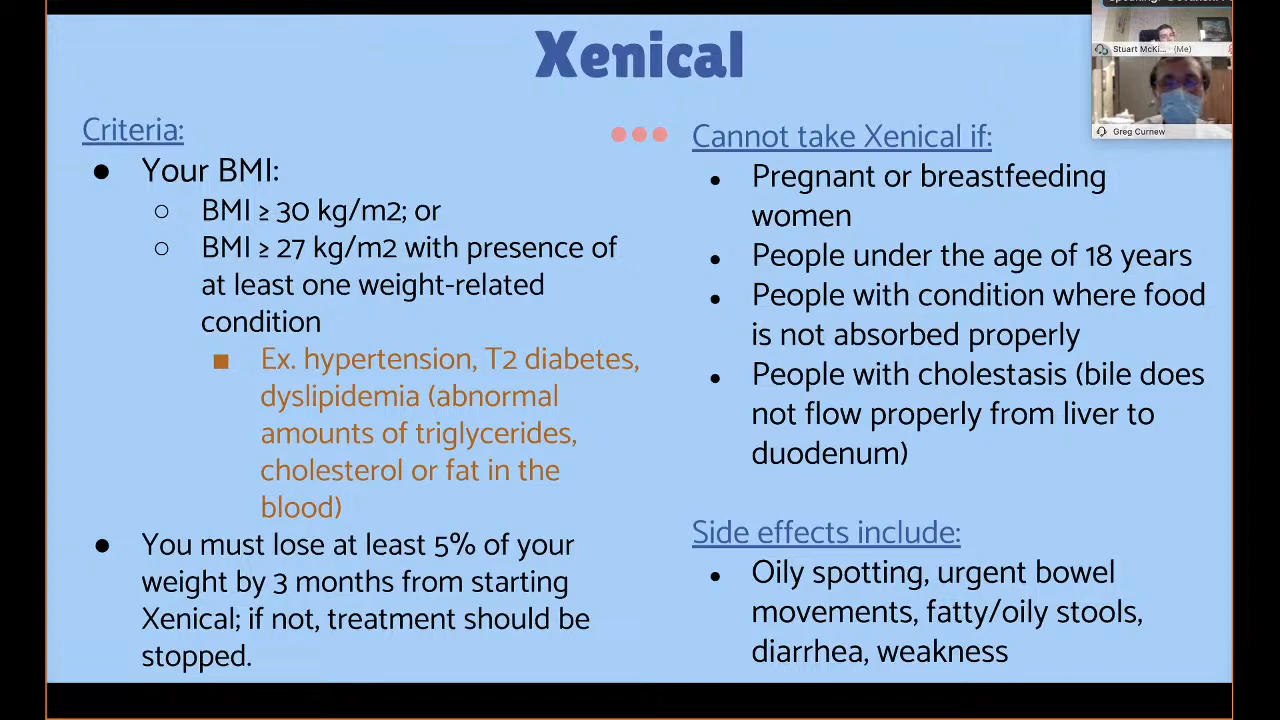 Xenical
Criteria:
● Your BMI:
○ BMI ≥ 30 kg/m2; or
○ BMI ≥ 27 kg/m2 with presence of
at least one weight-related
condition
■ Ex. hypertension, T2 diabetes,
dyslipidemia (abnormal
amounts of triglycerides,
cholesterol or fat in the
blood)
● You must lose at least 5% of your
weight by 3 months from starting
Xenical; if not, treatment should be
stopped.
Cannot take Xenical if:
● Pregnant or breastfeeding
women
● People under the age of 18 years
● People with condition where food
is not absorbed properly
● People with cholestasis (bile does
not flow properly from liver to
duodenum)
Side effects include:
● Oily spotting, urgent bowel
movements, fatty/oily stools,
diarrhea, weakness
Stuart McKi... (Me)
Greg Curnew